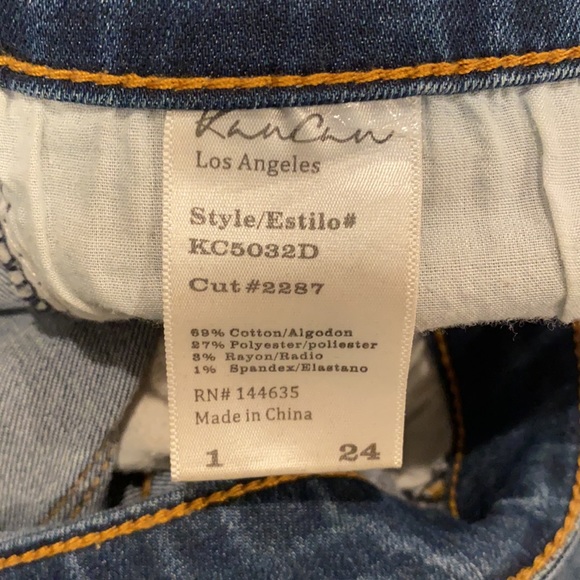 KanCan
Los Angeles
Style/Estilo#
KC5032D
Cut #2287
69% Cotton/Algodon
27% Polyester/poliester
3% Rayon/Radio
1% Spandex/Elastano
RN# 144635
Made in China
1 24